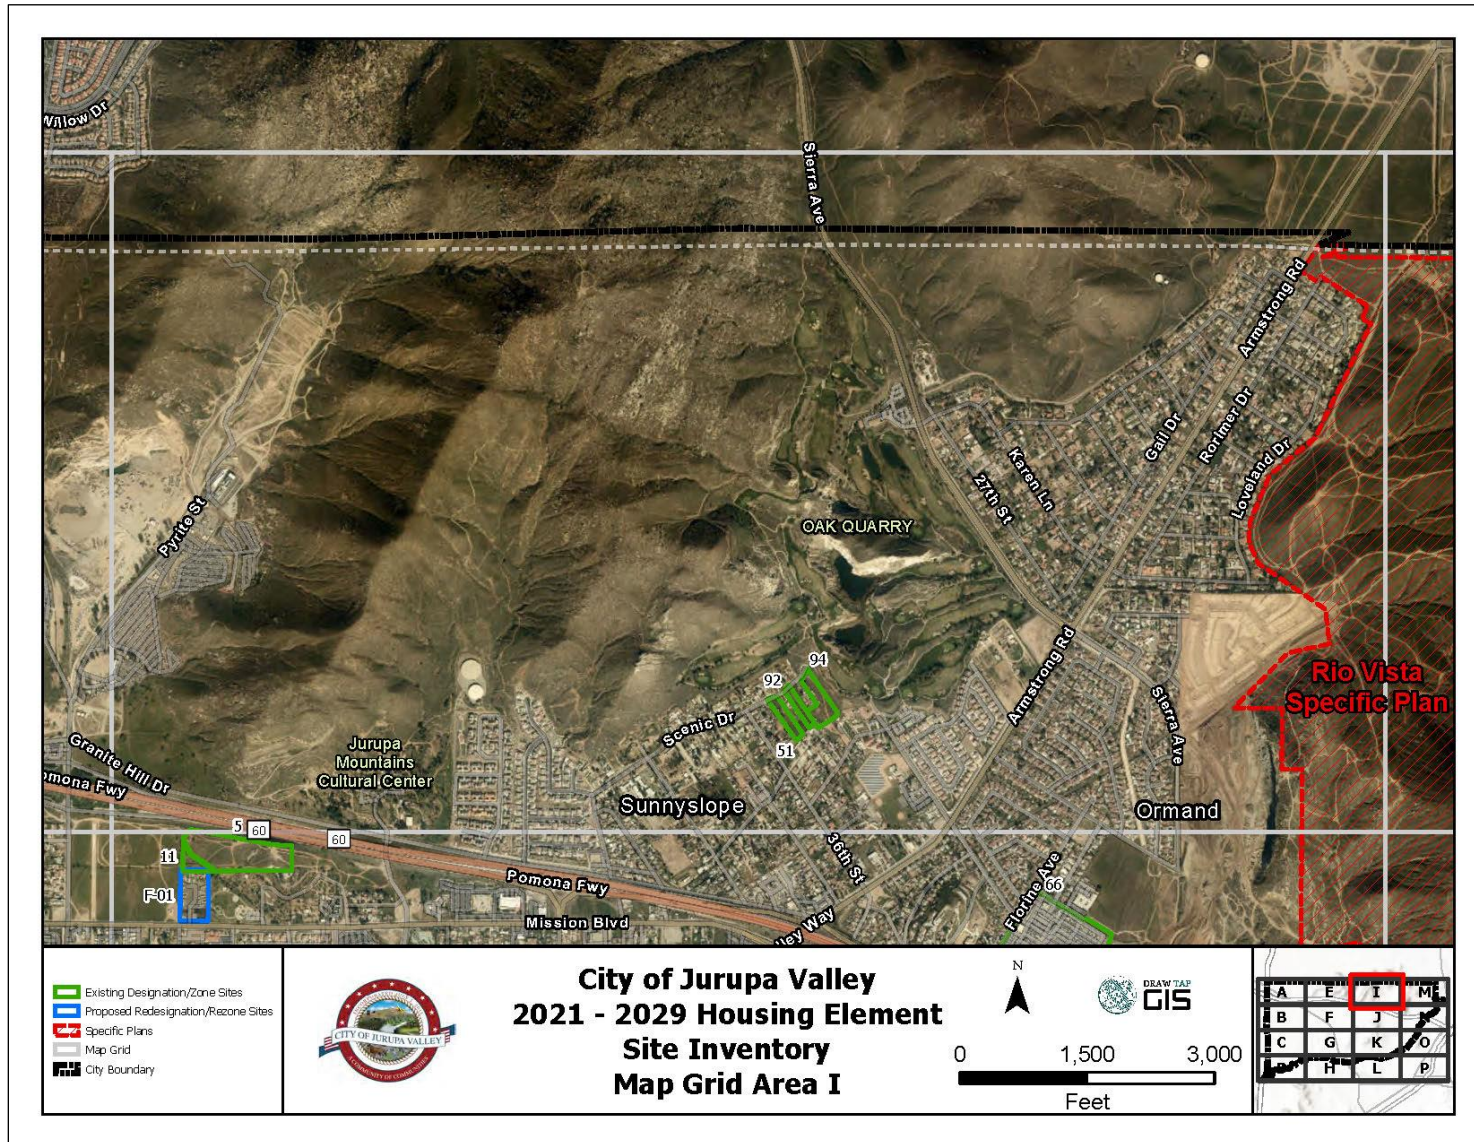 Willow Dr
Sierra Ave
Armstrong Rd
Gail Dr
Rorimer Dr
Karen Ln
27th St
Loveland Dr
Pyrite St
OAK QUARRY
Armstrong Rd
Sierra Ave
Rio Vista
Specific Plan
94
92
51
Scenic Dr
Jurupa
Mountains
Cultural Center
Granite Hill Dr
omona Fwy
Sunnyslope
Ormand
5
60
60
11
F-01
36th St
66
Florine Ave
Pomona Fwy
Mission Blvd
lley Way
Existing Designation/Zone Sites
Proposed Redesignation/Rezone Sites
Specific Plans
Map Grid
City Boundary
CITY OF JURUPA VALLEY
A COMMUNITY OF COMMUNITIES
City of Jurupa Valley
2021 - 2029 Housing Element
Site Inventory
Map Grid Area I
N
DRAW TAP
GIS
0 1,500 3,000
Feet
A E I M
B F J
C G K O
H L P